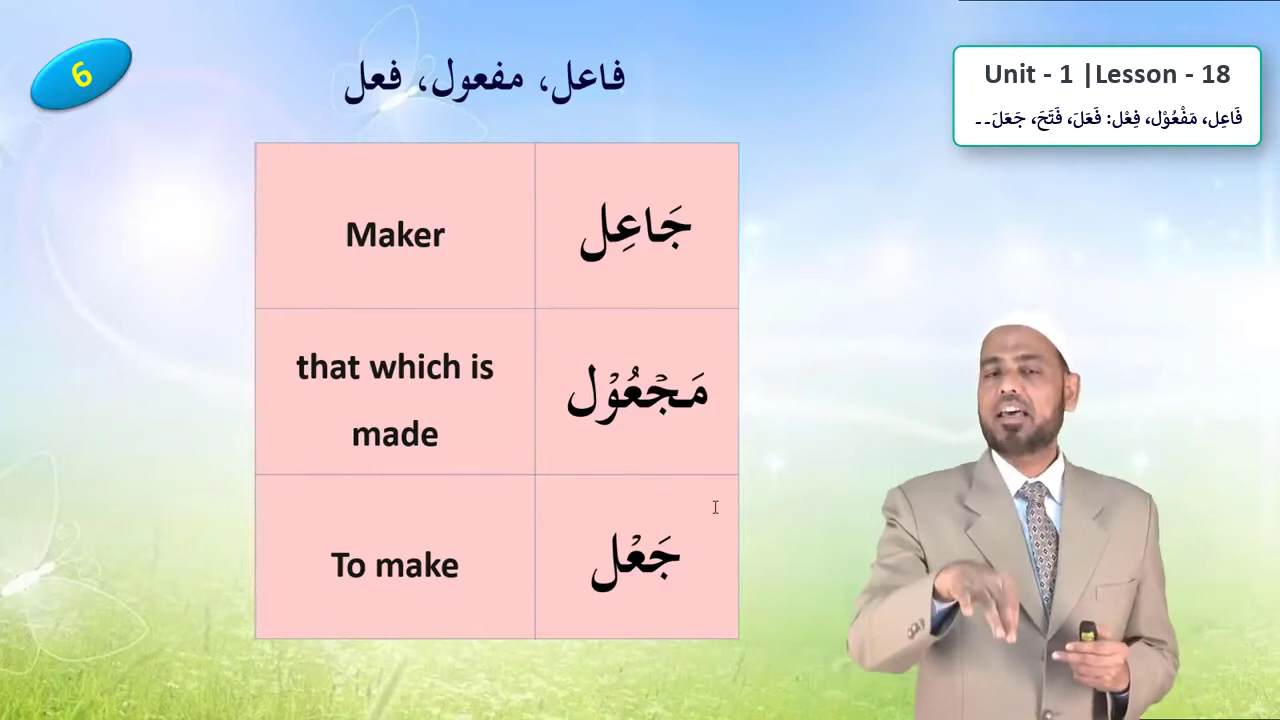 6
فاعل، مفعول، فعل
Unit - 1 |Lesson - 18
فَاعِل، مَفْعُوْل، فِعْل: فَعَلَ، فَتَحَ، جَعَلَ۔۔
Maker
جَاعِل
that which is
made
مَجْعُوْل
To make
جَعْل